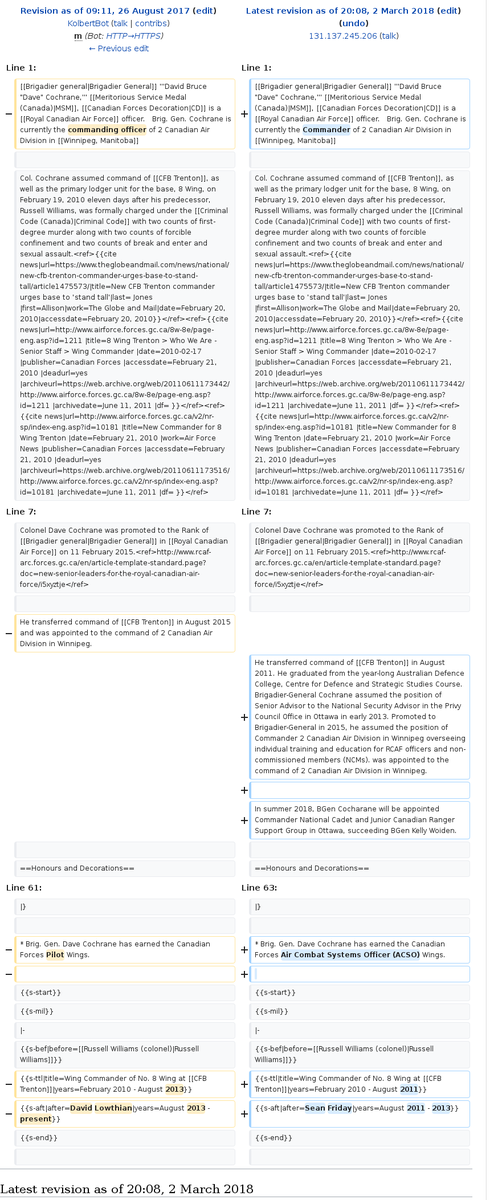 Revision as of 09:11, 26 August 2017 (edit)
KolbertBot (talk | contribs)
m (Bot: HTTP→HTTPS)
← Previous edit
Latest revision as of 20:08, 2 March 2018 (edit)
(undo)
131.137.245.206 (talk)
Line 1:
Line 1:
[[Brigadier general|Brigadier General]] '''David Bruce
"Dave" Cochrane,''' [[Meritorious Service Medal
(Canada)|MSM]], [[Canadian Forces Decoration|CD]] is a
[[Royal Canadian Air Force]] officer.   Brig. Gen. Cochrane is
currently the commanding officer of 2 Canadian Air
Division in [[Winnipeg, Manitoba]]
[[Brigadier general|Brigadier General]] '''David Bruce
"Dave" Cochrane,''' [[Meritorious Service Medal
(Canada)|MSM]], [[Canadian Forces Decoration|CD]] is a
[[Royal Canadian Air Force]] officer.   Brig. Gen. Cochrane is
currently the Commander of 2 Canadian Air Division in
[[Winnipeg, Manitoba]]
Col. Cochrane assumed command of [[CFB Trenton]], as
well as the primary lodger unit for the base, 8 Wing, on
February 19, 2010 eleven days after his predecessor,
Russell Williams, was formally charged under the [[Criminal
Code (Canada)|Criminal Code]] with two counts of first-
degree murder along with two counts of forcible
confinement and two counts of break and enter and
sexual assault.<ref>{{cite
news|url=https://www.theglobeandmail.com/news/national/
new-cfb-trenton-commander-urges-base-to-stand-
tall/article1475573/|title=New CFB Trenton commander
urges base to 'stand tall'|last= Jones
|first=Allison|work=The Globe and Mail|date=February 20,
2010|accessdate=February 20, 2010}}</ref><ref>{{cite
news|url=http://www.airforce.forces.gc.ca/8w-8e/page-
eng.asp?id=1211 |title=8 Wing Trenton > Who We Are -
Senior Staff > Wing Commander |date=2010-02-17
|publisher=Canadian Forces |accessdate=February 21,
2010 |deadurl=yes
|archiveurl=https://web.archive.org/web/20110611173442/
http://www.airforce.forces.gc.ca/8w-8e/page-eng.asp?
id=1211 |archivedate=June 11, 2011 |df= }}</ref><ref>
{{cite news|url=http://www.airforce.forces.gc.ca/v2/nr-
sp/index-eng.asp?id=10181 |title=New Commander for 8
Wing Trenton |date=February 21, 2010 |work=Air Force
News |publisher=Canadian Forces |accessdate=February
21, 2010 |deadurl=yes
|archiveurl=https://web.archive.org/web/20110611173516/
http://www.airforce.forces.gc.ca/v2/nr-sp/index-eng.asp?
id=10181 |archivedate=June 11, 2011 |df= }}</ref>
Col. Cochrane assumed command of [[CFB Trenton]], as
well as the primary lodger unit for the base, 8 Wing, on
February 19, 2010 eleven days after his predecessor,
Russell Williams, was formally charged under the [[Criminal
Code (Canada)|Criminal Code]] with two counts of first-
degree murder along with two counts of forcible
confinement and two counts of break and enter and
sexual assault.<ref>{{cite
news|url=https://www.theglobeandmail.com/news/national/
new-cfb-trenton-commander-urges-base-to-stand-
tall/article1475573/|title=New CFB Trenton commander
urges base to 'stand tall'|last= Jones
|first=Allison|work=The Globe and Mail|date=February 20,
2010|accessdate=February 20, 2010}}</ref><ref>{{cite
news|url=http://www.airforce.forces.gc.ca/8w-8e/page-
eng.asp?id=1211 |title=8 Wing Trenton > Who We Are -
Senior Staff > Wing Commander |date=2010-02-17
|publisher=Canadian Forces |accessdate=February 21,
2010 |deadurl=yes
|archiveurl=https://web.archive.org/web/20110611173442/
http://www.airforce.forces.gc.ca/8w-8e/page-eng.asp?
id=1211 |archivedate=June 11, 2011 |df= }}</ref><ref>
{{cite news|url=http://www.airforce.forces.gc.ca/v2/nr-
sp/index-eng.asp?id=10181 |title=New Commander for 8
Wing Trenton |date=February 21, 2010 |work=Air Force
News |publisher=Canadian Forces |accessdate=February
21, 2010 |deadurl=yes
|archiveurl=https://web.archive.org/web/20110611173516/
http://www.airforce.forces.gc.ca/v2/nr-sp/index-eng.asp?
id=10181 |archivedate=June 11, 2011 |df= }}</ref>
Line 7:
Line 7:
Colonel Dave Cochrane was promoted to the Rank of
[[Brigadier general|Brigadier General]] in [[Royal Canadian
Air Force]] on 11 February 2015.<ref>http://www.rcaf-
arc.forces.gc.ca/en/article-template-standard.page?
doc=new-senior-leaders-for-the-royal-canadian-air-
force/i5xyztje</ref>
Colonel Dave Cochrane was promoted to the Rank of
[[Brigadier general|Brigadier General]] in [[Royal Canadian
Air Force]] on 11 February 2015.<ref>http://www.rcaf-
arc.forces.gc.ca/en/article-template-standard.page?
doc=new-senior-leaders-for-the-royal-canadian-air-
force/i5xyztje</ref>
He transferred command of [[CFB Trenton]] in August 2015
and was appointed to the command of 2 Canadian Air
Division in Winnipeg.
He transferred command of [[CFB Trenton]] in August
2011. He graduated from the year-long Australian Defence
College, Centre for Defence and Strategic Studies Course.
Brigadier-General Cochrane assumed the position of
Senior Advisor to the National Security Advisor in the Privy
Council Office in Ottawa in early 2013. Promoted to
Brigadier-General in 2015, he assumed the position of
Commander 2 Canadian Air Division in Winnipeg overseeing
individual training and education for RCAF officers and non-
commissioned members (NCMs). was appointed to the
command of 2 Canadian Air Division in Winnipeg.
In summer 2018, BGen Cocharane will be appointed
Commander National Cadet and Junior Canadian Ranger
Support Group in Ottawa, succeeding BGen Kelly Woiden.
==Honours and Decorations==
==Honours and Decorations==
Line 61:
Line 63:
|}
|}
* Brig. Gen. Dave Cochrane has earned the Canadian
Forces Pilot Wings.
* Brig. Gen. Dave Cochrane has earned the Canadian
Forces Air Combat Systems Officer (ACSO) Wings.
{{s-start}}
{{s-start}}
{{s-mil}}
{{s-mil}}
|-
|-
{{s-bef|before=[[Russell Williams (colonel)|Russell
Williams]]}}
{{s-bef|before=[[Russell Williams (colonel)|Russell
Williams]]}}
{{s-ttl|title=Wing Commander of No. 8 Wing at [[CFB
Trenton]]|years=February 2010 - August 2013}}
{{s-ttl|title=Wing Commander of No. 8 Wing at [[CFB
Trenton]]|years=February 2010 - August 2011}}
{{s-aft|after=David Lowthian|years=August 2013 -
present}}
{{s-aft|after=Sean Friday|years=August 2011 - 2013}}
{{s-end}}
{{s-end}}
Latest revision as of 20:08, 2 March 2018